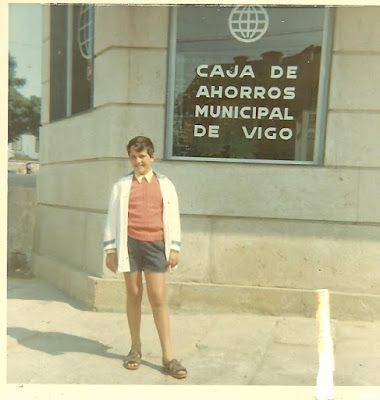 CAJA DE
AHORROS
MUNICIPAL
DE VIGO